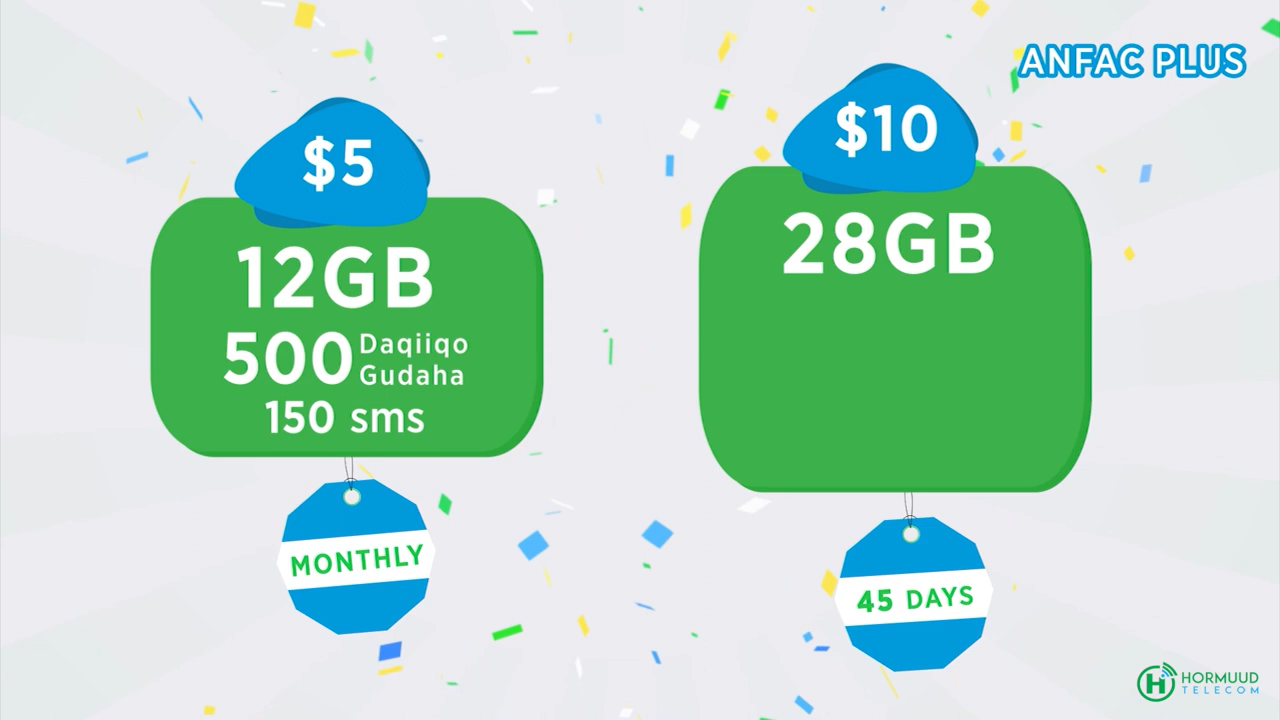 ANFAC PLUS
$5
12GB
500 Daqiiqo
Gudaha
150 sms
MONTHLY
$10
28GB
45 DAYS
HORMUUD
TELECOM